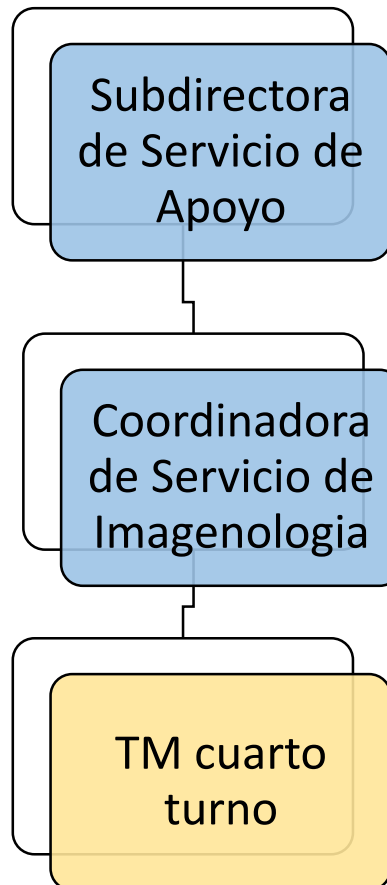 Subdirectora
de Servicio de
Apoyo
Coordinadora
de Servicio de
Imagenologia
TM cuarto
turno